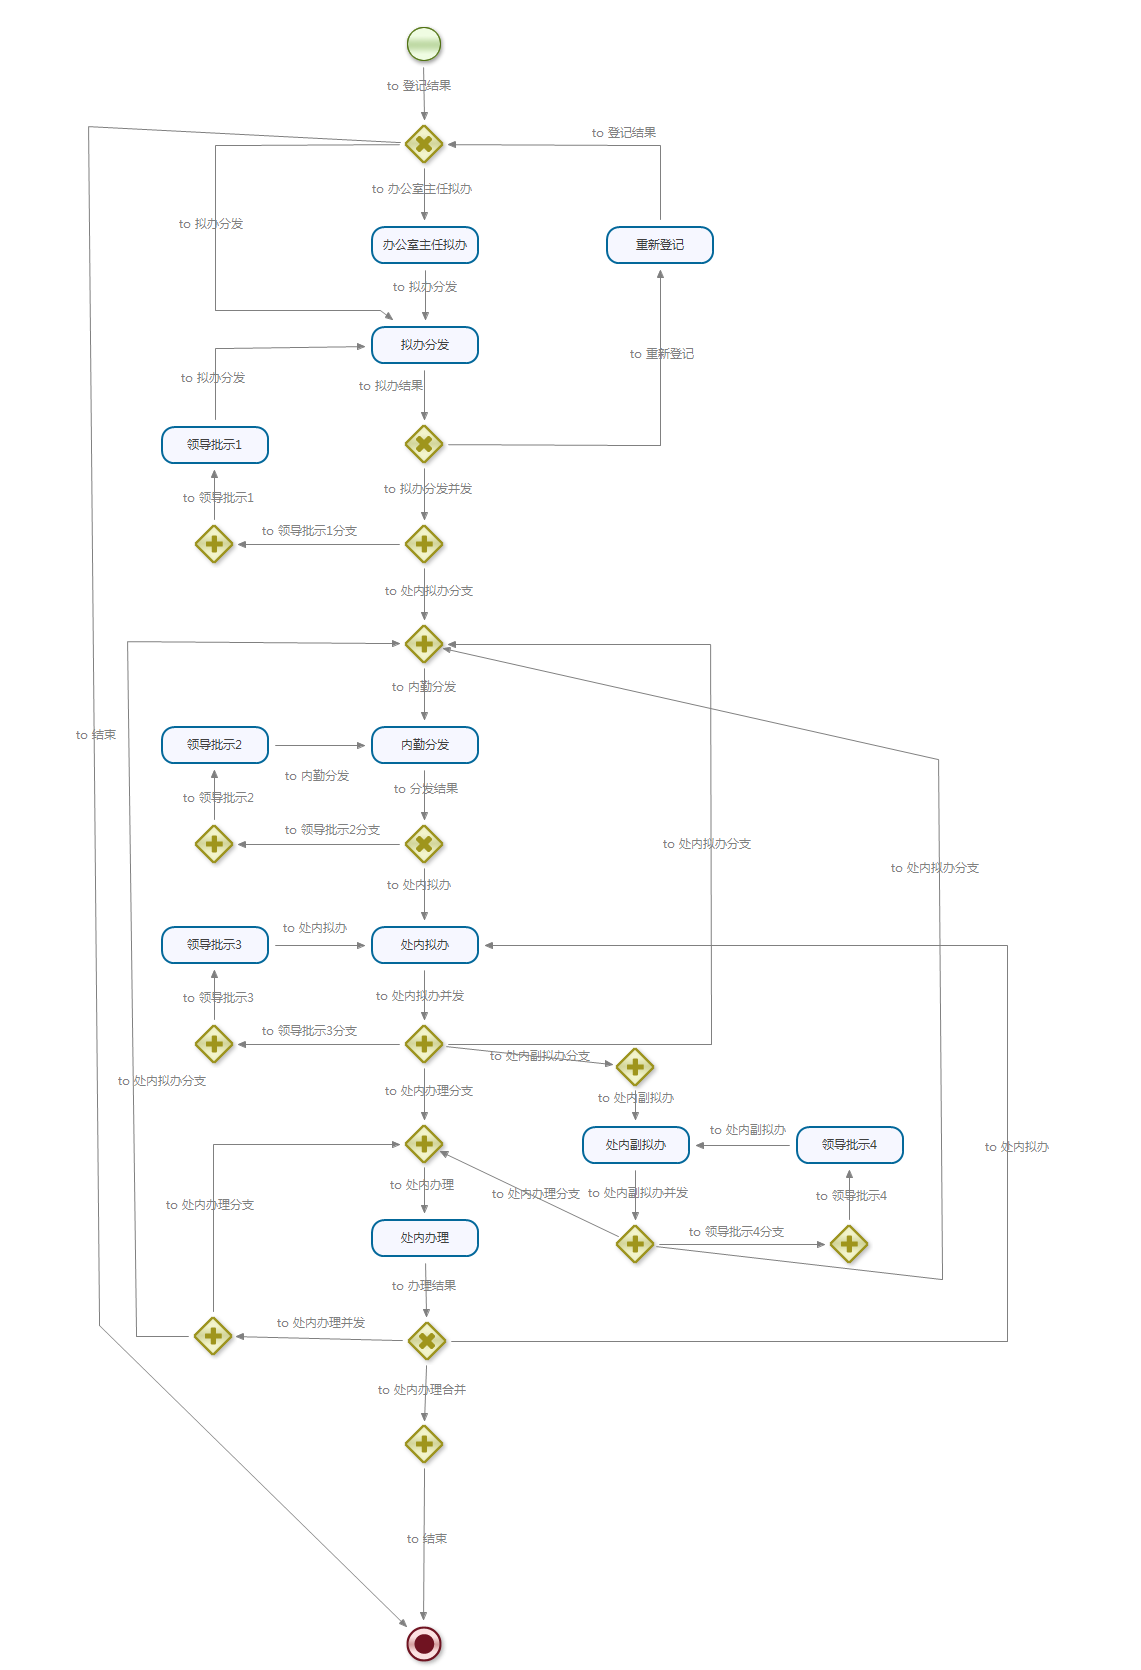 to 登记结果
to 登记结果
to 办公室主任拟办
to 拟办分发
办公室主任拟办
重新登记
to 拟办分发
拟办分发
to 重新登记
to 拟办分发
to 拟办结果
领导批示1
to 拟办分发并发
to 领导批示1
to 领导批示1分支
to 处内拟办分支
to 内勤分发
to 结束
领导批示2
内勤分发
to 内勤分发
to 分发结果
to 领导批示2
to 领导批示2分支
to 处内拟办分支
to 处内拟办分支
to 处内拟办
to 处内拟办
领导批示3
处内拟办
to 处内拟办并发
to 领导批示3
to 领导批示3分支
to 处内副拟办分支
to 处内拟办分支
to 处内办理分支
to 处内副拟办
to 处内副拟办
处内副拟办
领导批示4
to 处内拟办
to 处内办理
to 处内办理分支
to 处内副拟办并发
to 领导批示4
to 处内办理分支
to 领导批示4分支
处内办理
to 办理结果
to 处内办理并发
to 处内办理合并
to 结束